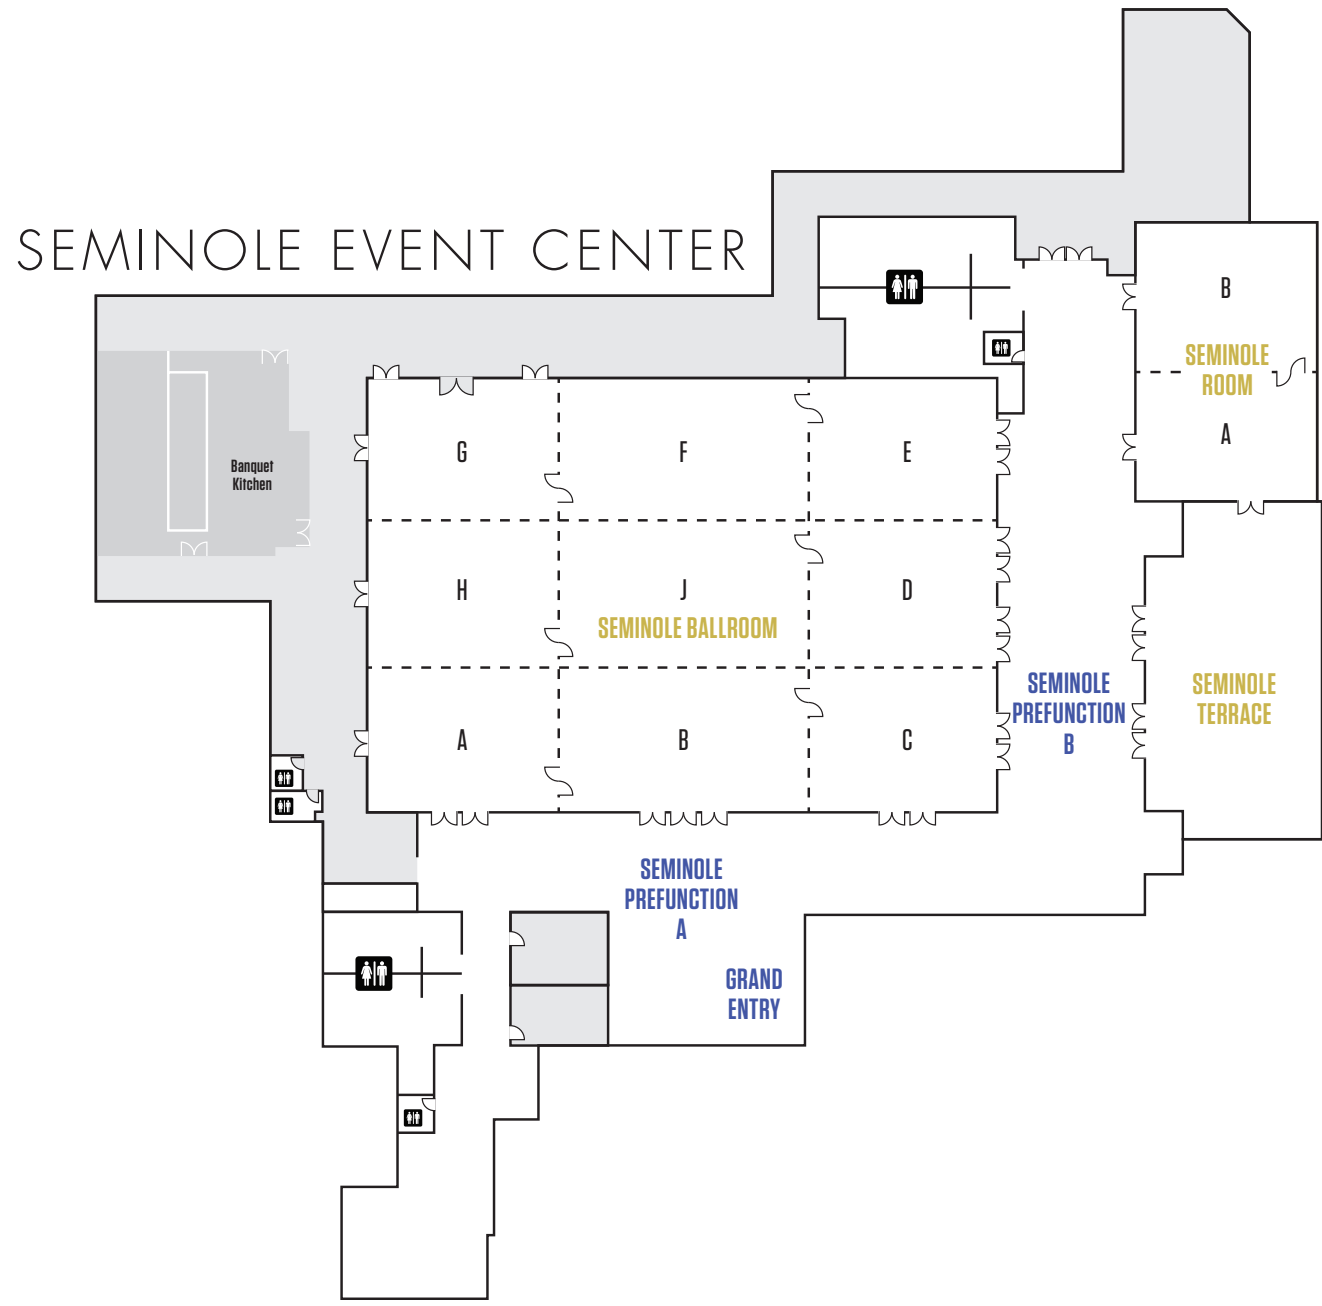 SEMINOLE EVENT CENTER
B
SEMINOLE
ROOM
A
Banquet
Kitchen
G
F
E
H
J
D
SEMINOLE BALLROOM
A
B
C
SEMINOLE
PREFUNCTION
B
SEMINOLE
TERRACE
SEMINOLE
PREFUNCTION
A
GRAND
ENTRY